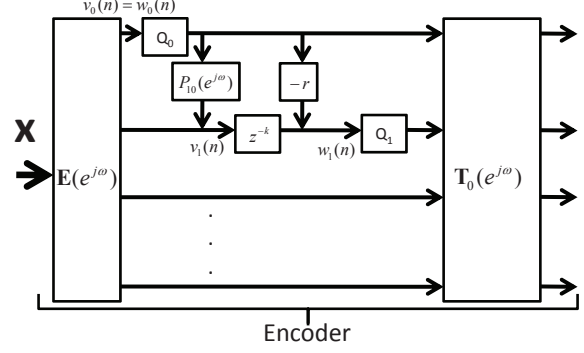 v₀(n) = w₀(n)
Q₀
P₁₀(e^{jω})
−r
X
v₁(n)
z^{−k}
w₁(n)
Q₁
E(e^{jω})
T₀(e^{jω})
.
.
.
Encoder